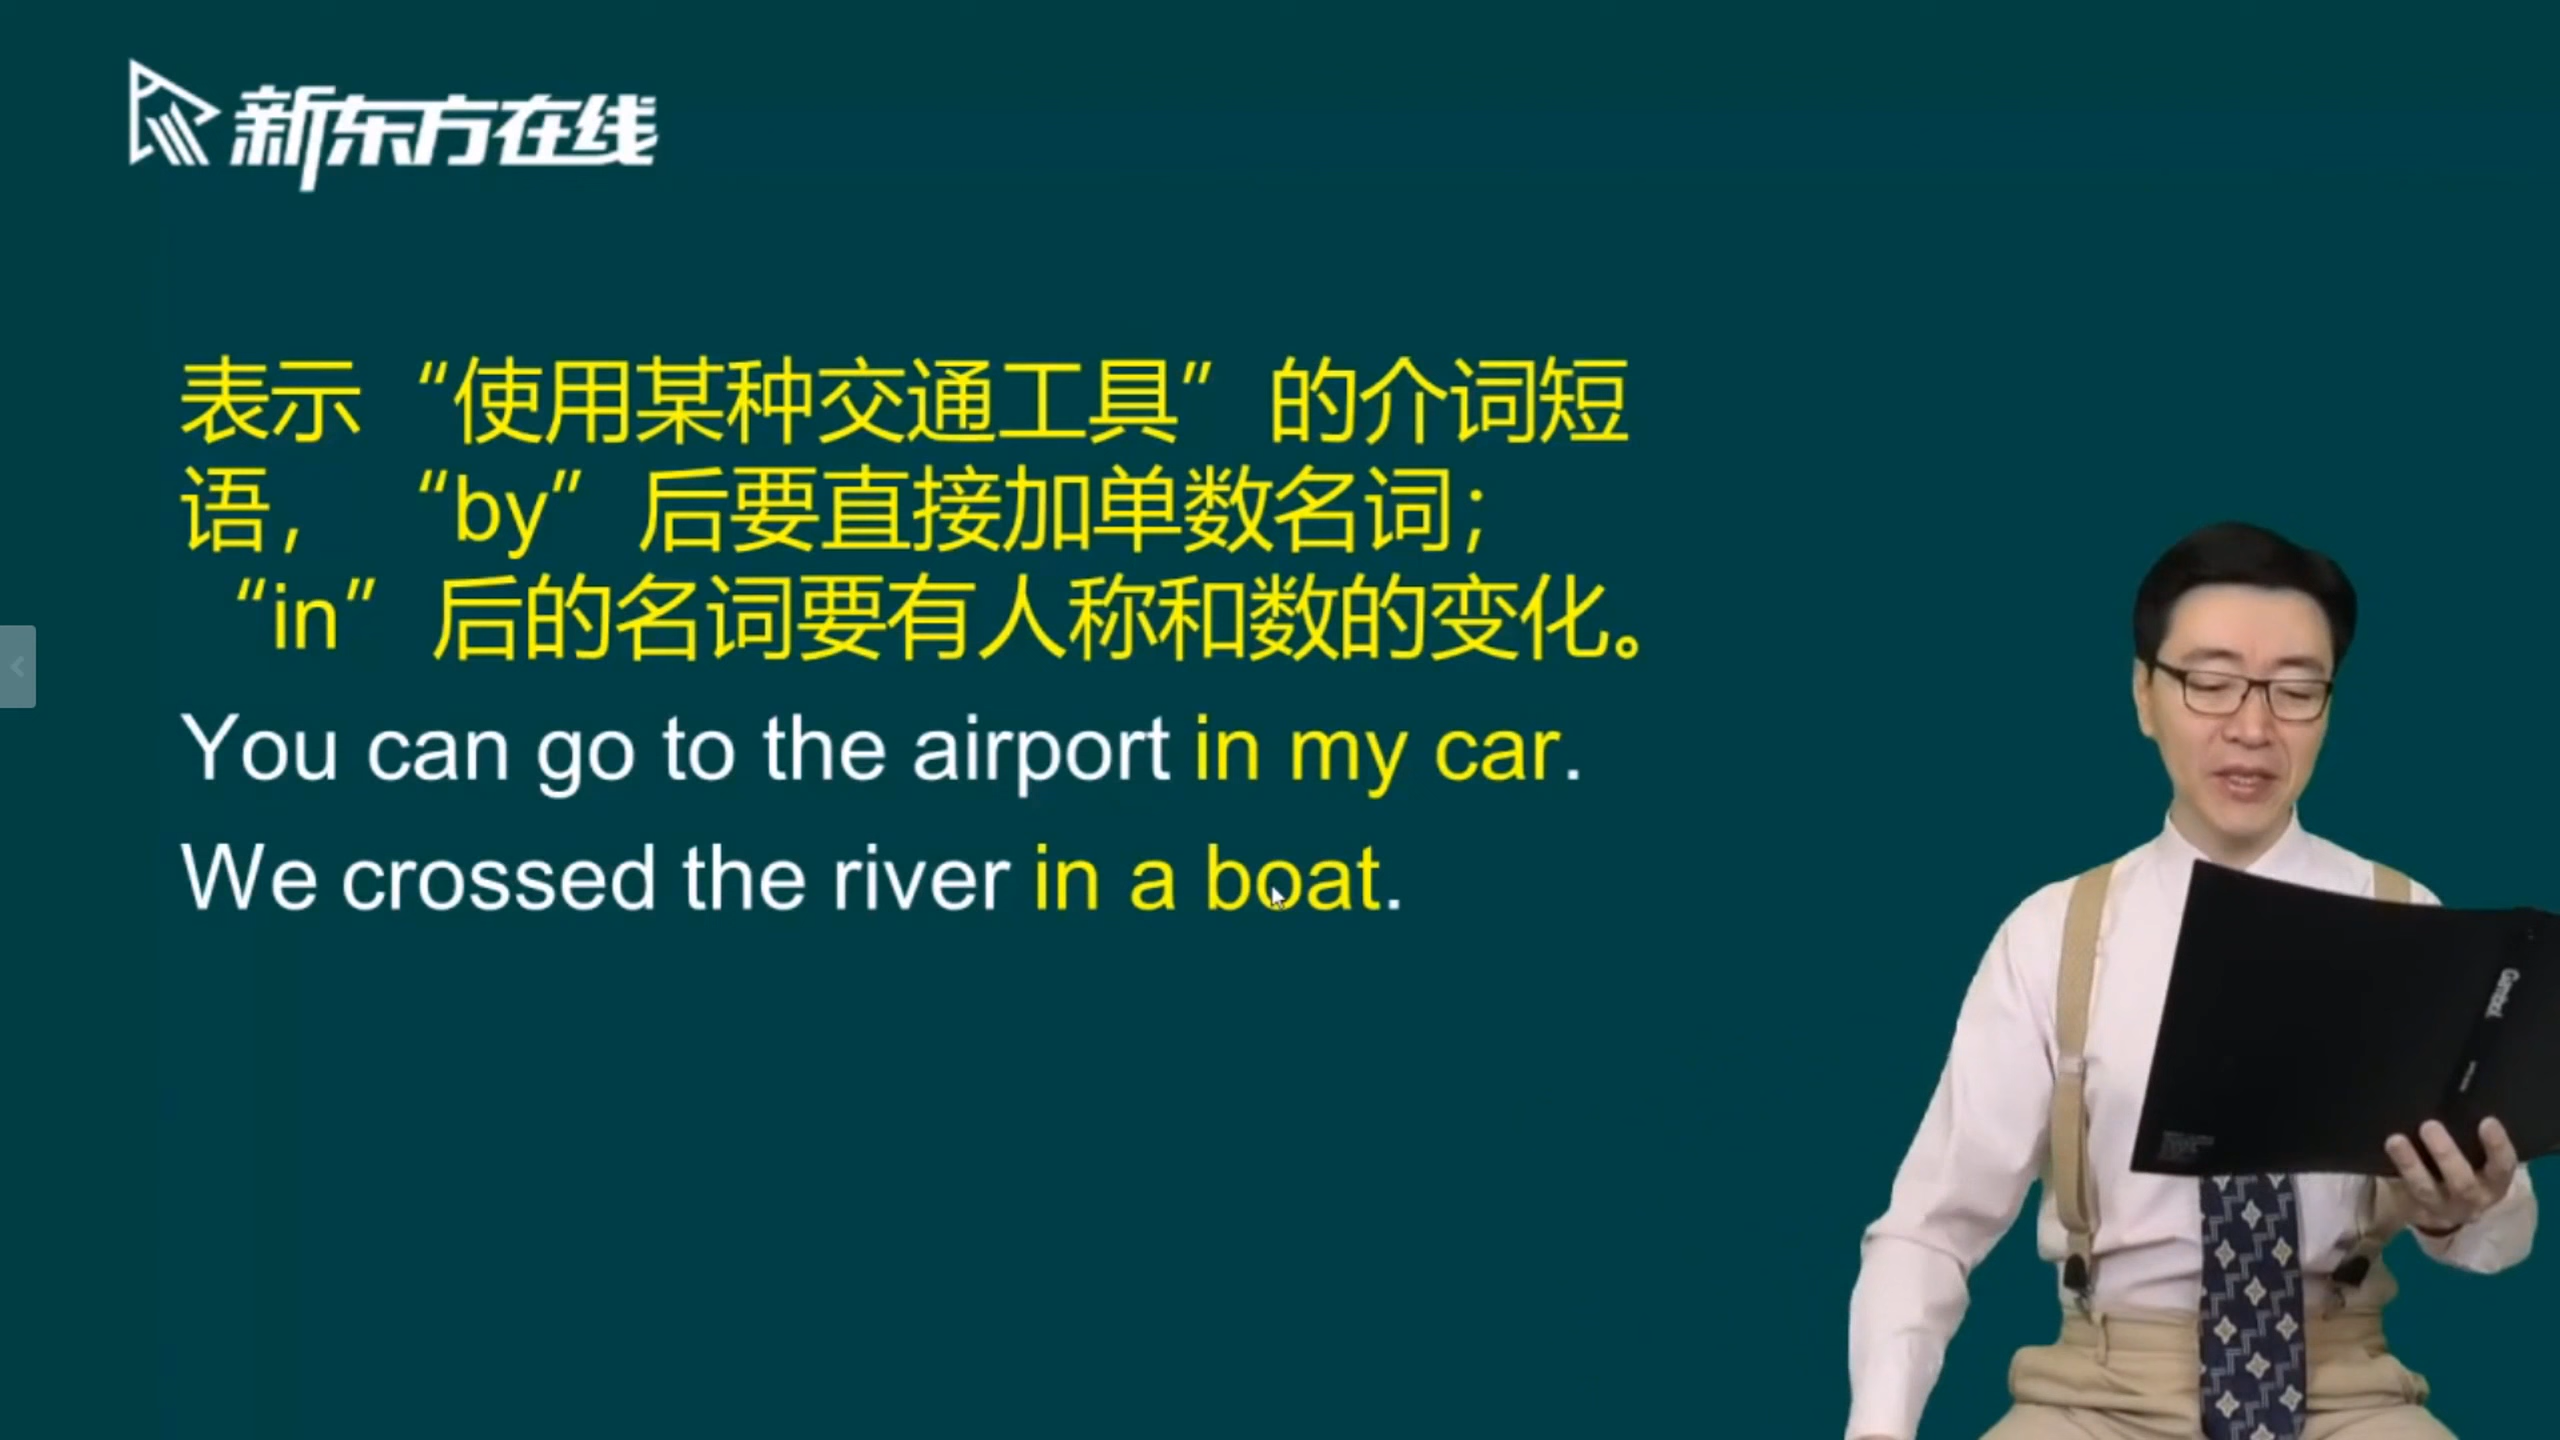 新东方在线
表示“使用某种交通工具”的介词短
语，“by”后要直接加单数名词；
“in”后的名词要有人称和数的变化。
You can go to the airport in my car.
We crossed the river in a boat.